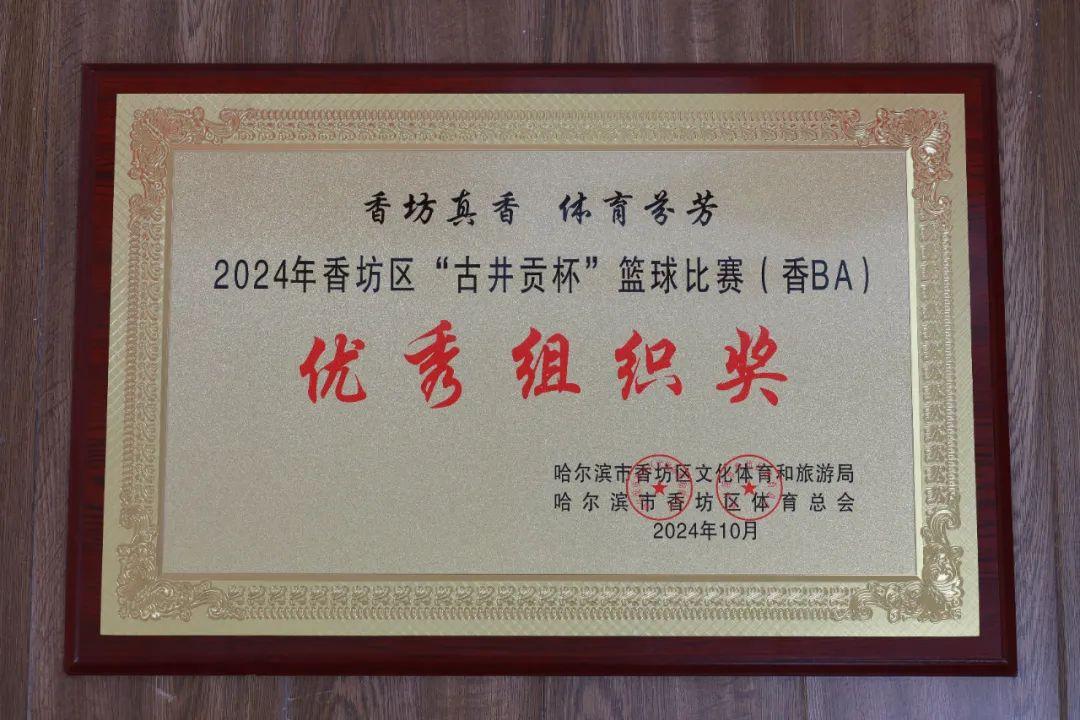 香坊真香 体育芬芳
2024年香坊区“古井贡杯”篮球比赛（香BA）
优秀组织奖
哈尔滨市香坊区文化体育和旅游局
哈尔滨市香坊区体育总会
2024年10月